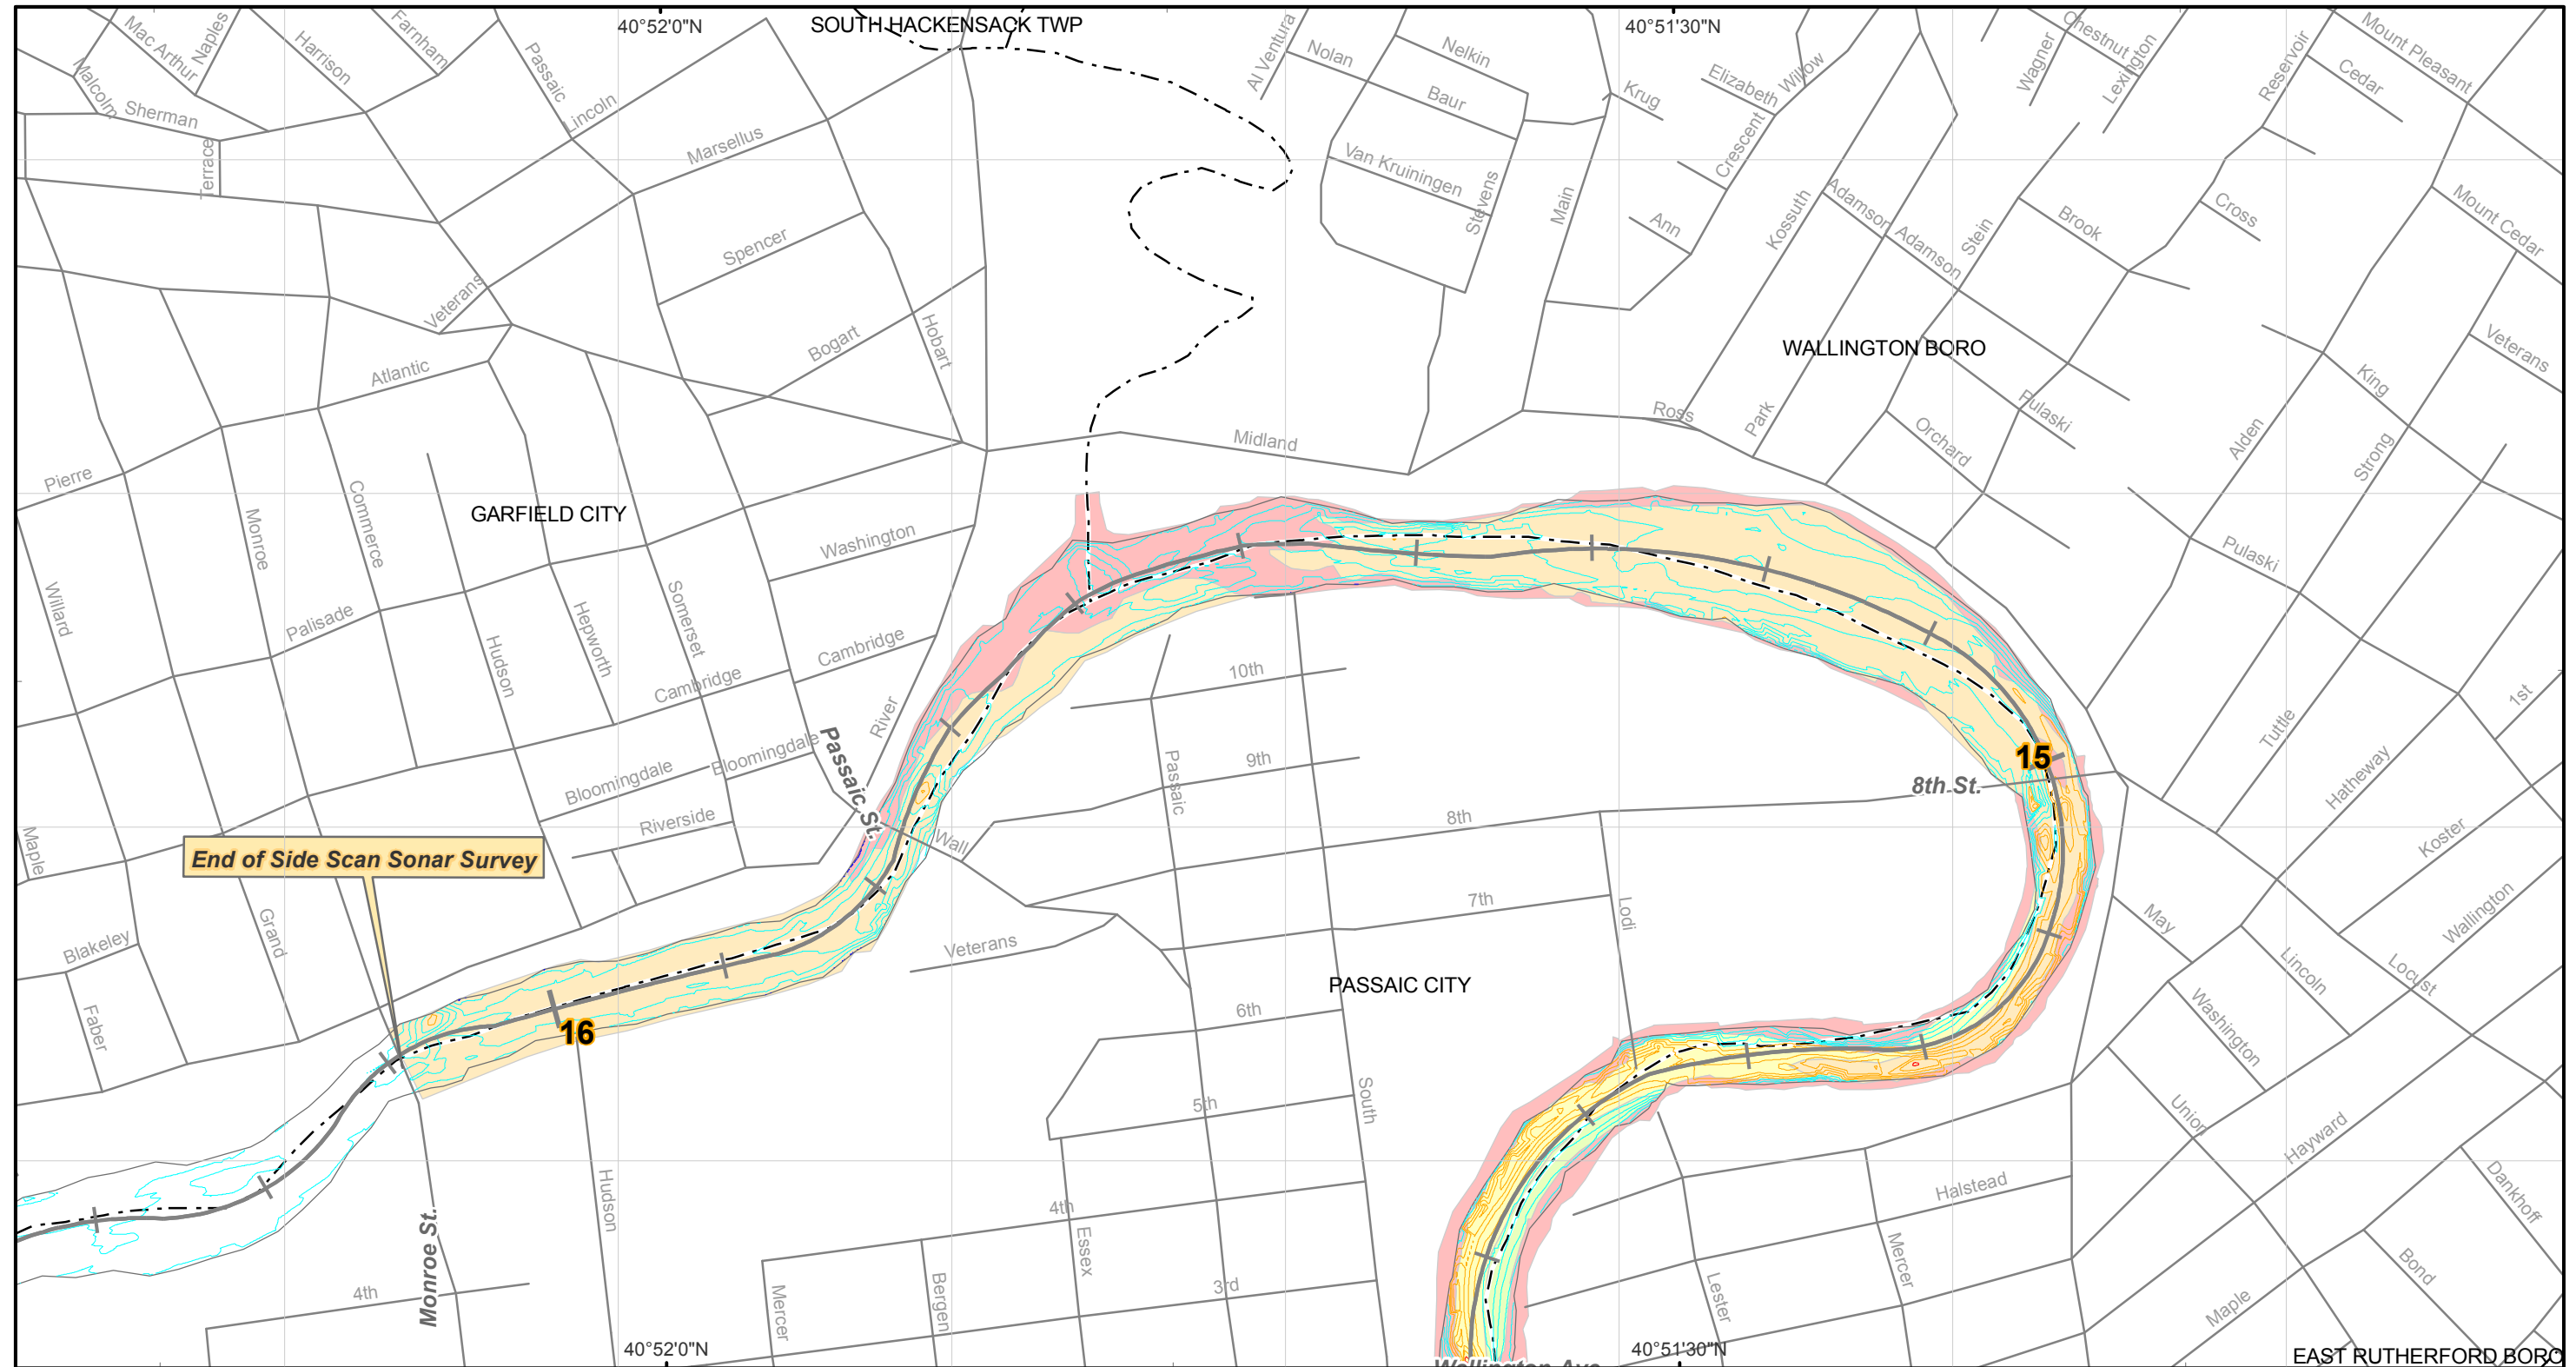 40°52'0"N
SOUTH HACKENSACK TWP
40°51'30"N
Malcolm
Mac Arthur
Naples
Harrison
Farnham
Passaic
Lincoln
Sherman
Terrace
Marsellus
Spencer
Veterans
Bogart
Hobart
Atlantic
Al Ventura
Nolan
Nelkin
Baur
Van Kruiningen
Stevens
Main
Krug
Elizabeth
Willow
Crescent
Ann
Kossuth
Adamson
Adamson
Stein
Brook
Wagner
Chestnut
Lexington
Reservoir
Cedar
Mount Pleasant
Cross
Mount Cedar
Veterans
WALLINGTON BORO
King
Ross
Park
Pulaski
Orchard
Alden
Strong
Midland
Pierre
Monroe
Commerce
GARFIELD CITY
Washington
Willard
Palisade
Hudson
Hepworth
Somerset
Cambridge
Cambridge
River
Passaic St.
Bloomingdale
Bloomingdale
Riverside
Wall
Maple
End of Side Scan Sonar Survey
Grand
Blakeley
Faber
Veterans
10th
9th
Passaic
8th
7th
Lodi
8th St.
15
Pulaski
1st
Tuttle
Hatheway
Koster
Wallington
May
Lincoln
Locust
Washington
Union
Hayward
Dankhoff
PASSAIC CITY
16
6th
5th
South
4th
Essex
3rd
Hudson
Monroe St.
4th
Mercer
Bergen
Halstead
Mercer
Lester
Bond
Maple
40°52'0"N
40°51'30"N
Wallington Ave.
EAST RUTHERFORD BORO